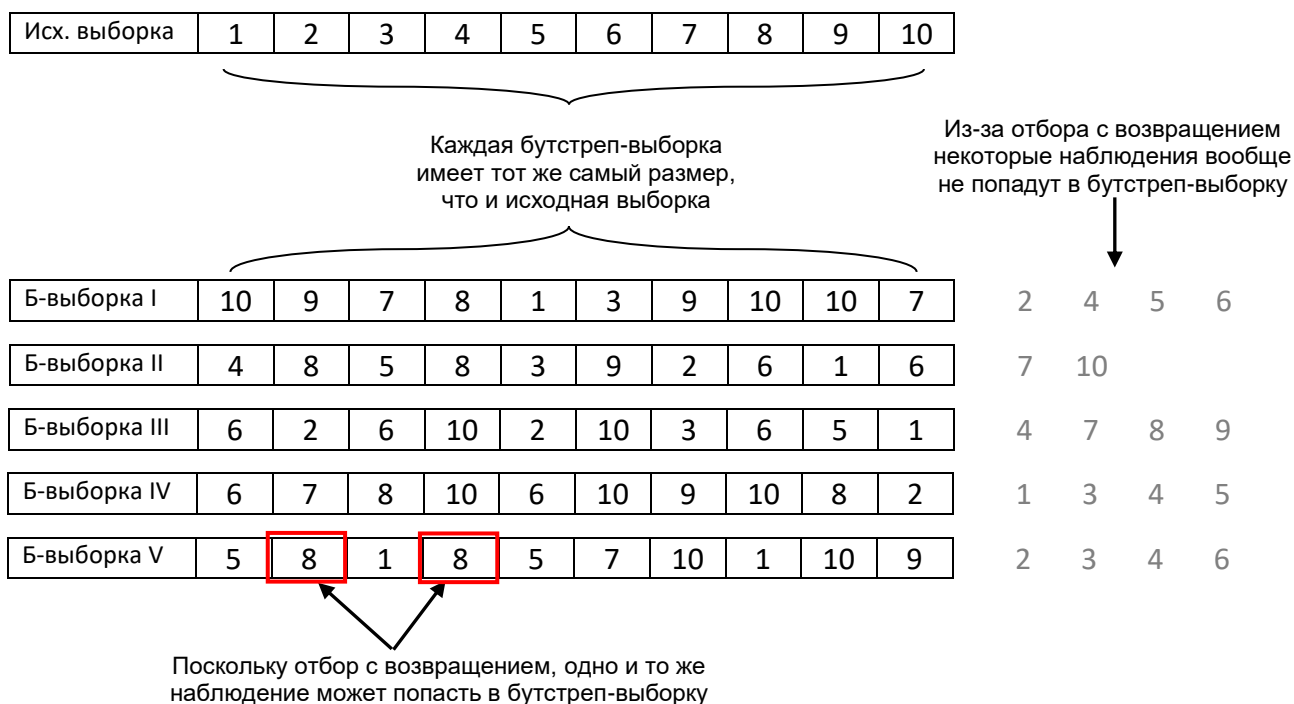 Исх. выборка 1 2 3 4 5 6 7 8 9 10
Каждая бутстреп-выборка
имеет тот же самый размер,
что и исходная выборка
Из-за отбора с возвращением
некоторые наблюдения вообще
не попадут в бутстреп-выборку
Б-выборка I 10 9 7 8 1 3 9 10 10 7 2 4 5 6
Б-выборка II 4 8 5 8 3 9 2 6 1 6 7 10
Б-выборка III 6 2 6 10 2 10 3 6 5 1 4 7 8 9
Б-выборка IV 6 7 8 10 6 10 9 10 8 2 1 3 4 5
Б-выборка V 5 8 1 8 5 7 10 1 10 9 2 3 4 6
Поскольку отбор с возвращением, одно и то же
наблюдение может попасть в бутстреп-выборку